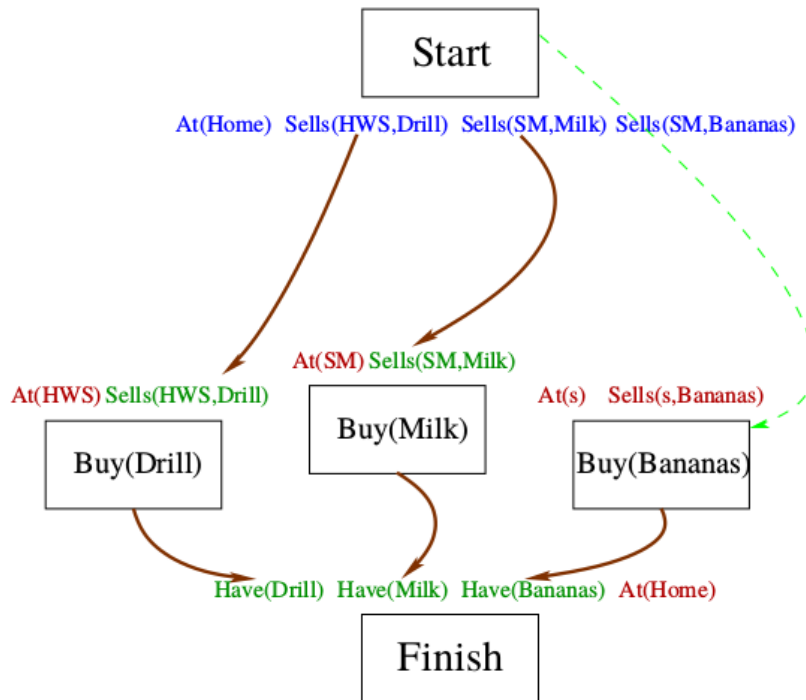 Start
At(Home) Sells(HWS,Drill) Sells(SM,Milk) Sells(SM,Bananas)
At(SM) Sells(SM,Milk)
At(HWS) Sells(HWS,Drill)
At(s) Sells(s,Bananas)
Buy(Drill)
Buy(Milk)
Buy(Bananas)
Have(Drill) Have(Milk) Have(Bananas) At(Home)
Finish